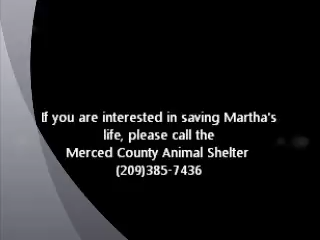 If you are interested in saving Martha's
life, please call the
Merced County Animal Shelter
(209)385-7436